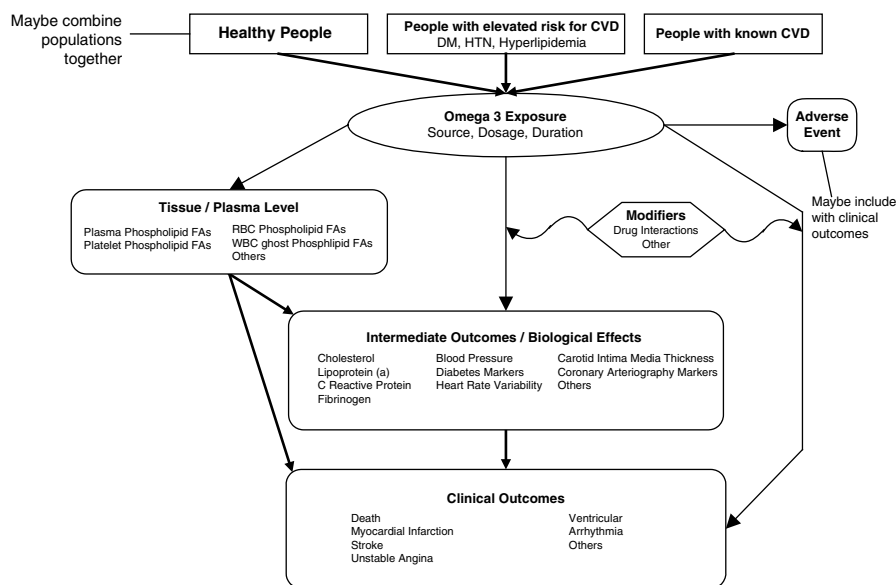 Maybe combine
populations
together
Healthy People
People with elevated risk for CVD
DM, HTN, Hyperlipidemia
People with known CVD
Omega 3 Exposure
Source, Dosage, Duration
Adverse
Event
Maybe include
with clinical
outcomes
Tissue / Plasma Level
Plasma Phospholipid FAs
Platelet Phospholipid FAs
RBC Phospholipid FAs
WBC ghost Phosphlipid FAs
Others
Modifiers
Drug Interactions
Other
Intermediate Outcomes / Biological Effects
Cholesterol
Lipoprotein (a)
C Reactive Protein
Fibrinogen
Blood Pressure
Diabetes Markers
Heart Rate Variability
Carotid Intima Media Thickness
Coronary Arteriography Markers
Others
Clinical Outcomes
Death
Myocardial Infarction
Stroke
Unstable Angina
Ventricular
Arrhythmia
Others